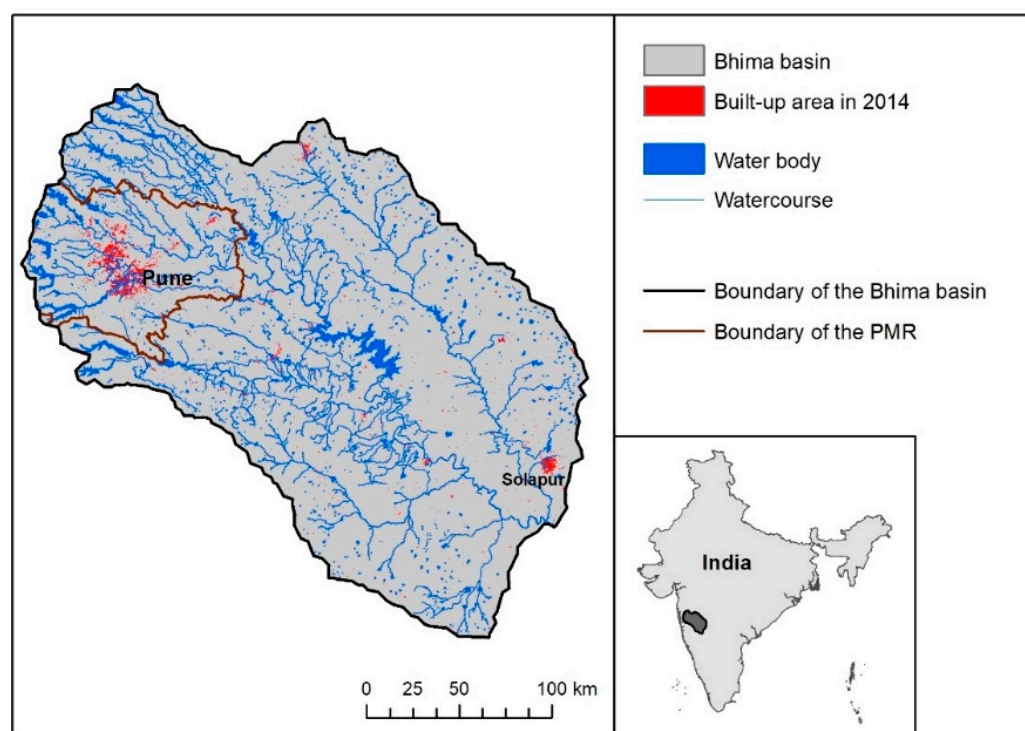 Pune
Solapur
0 25 50 100 km
Bhima basin
Built-up area in 2014
Water body
Watercourse
Boundary of the Bhima basin
Boundary of the PMR
India